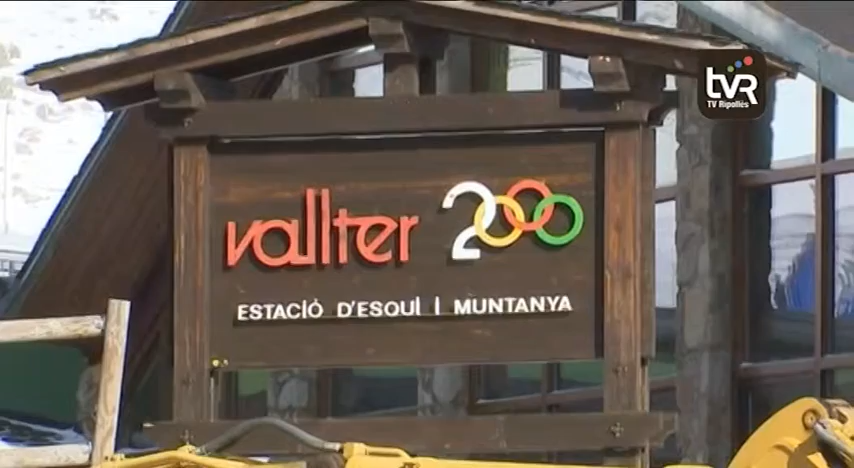 tvR
TV Ripollès
vallter 2000
ESTACIÓ D'ESQUÍ I MUNTANYA